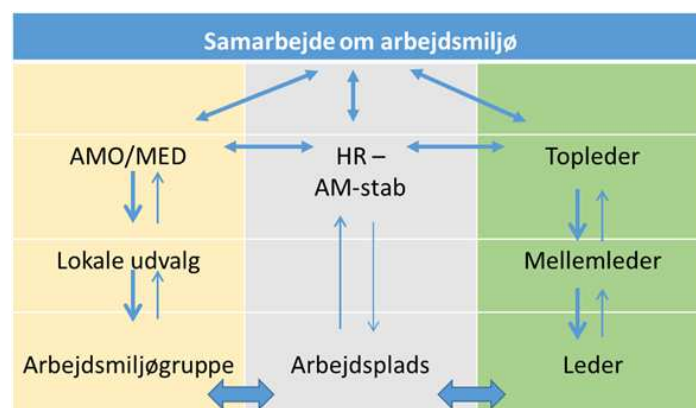 Samarbejde om arbejdsmiljø
AMO/MED
HR –
AM-stab
Topleder
Lokale udvalg
Mellemleder
Arbejdsmiljøgruppe
Arbejdsplads
Leder